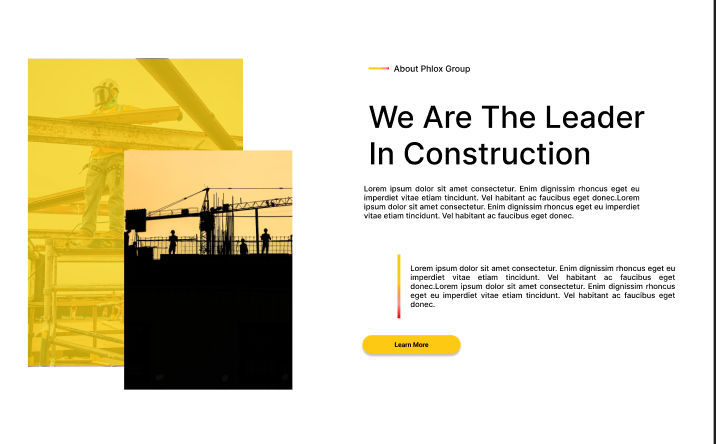 About Phlox Group
We Are The Leader
In Construction
Lorem ipsum dolor sit amet consectetur. Enim dignissim rhoncus eget eu
imperdiet vitae etiam tincidunt. Vel habitant ac faucibus eget donec.Lorem
ipsum dolor sit amet consectetur. Enim dignissim rhoncus eget eu imperdiet
vitae etiam tincidunt. Vel habitant ac faucibus eget donec.
Lorem ipsum dolor sit amet consectetur. Enim dignissim rhoncus eget eu
imperdiet vitae etiam tincidunt. Vel habitant ac faucibus eget
donec.Lorem ipsum dolor sit amet consectetur. Enim dignissim rhoncus
eget eu imperdiet vitae etiam tincidunt. Vel habitant ac faucibus eget
donec.
Learn More